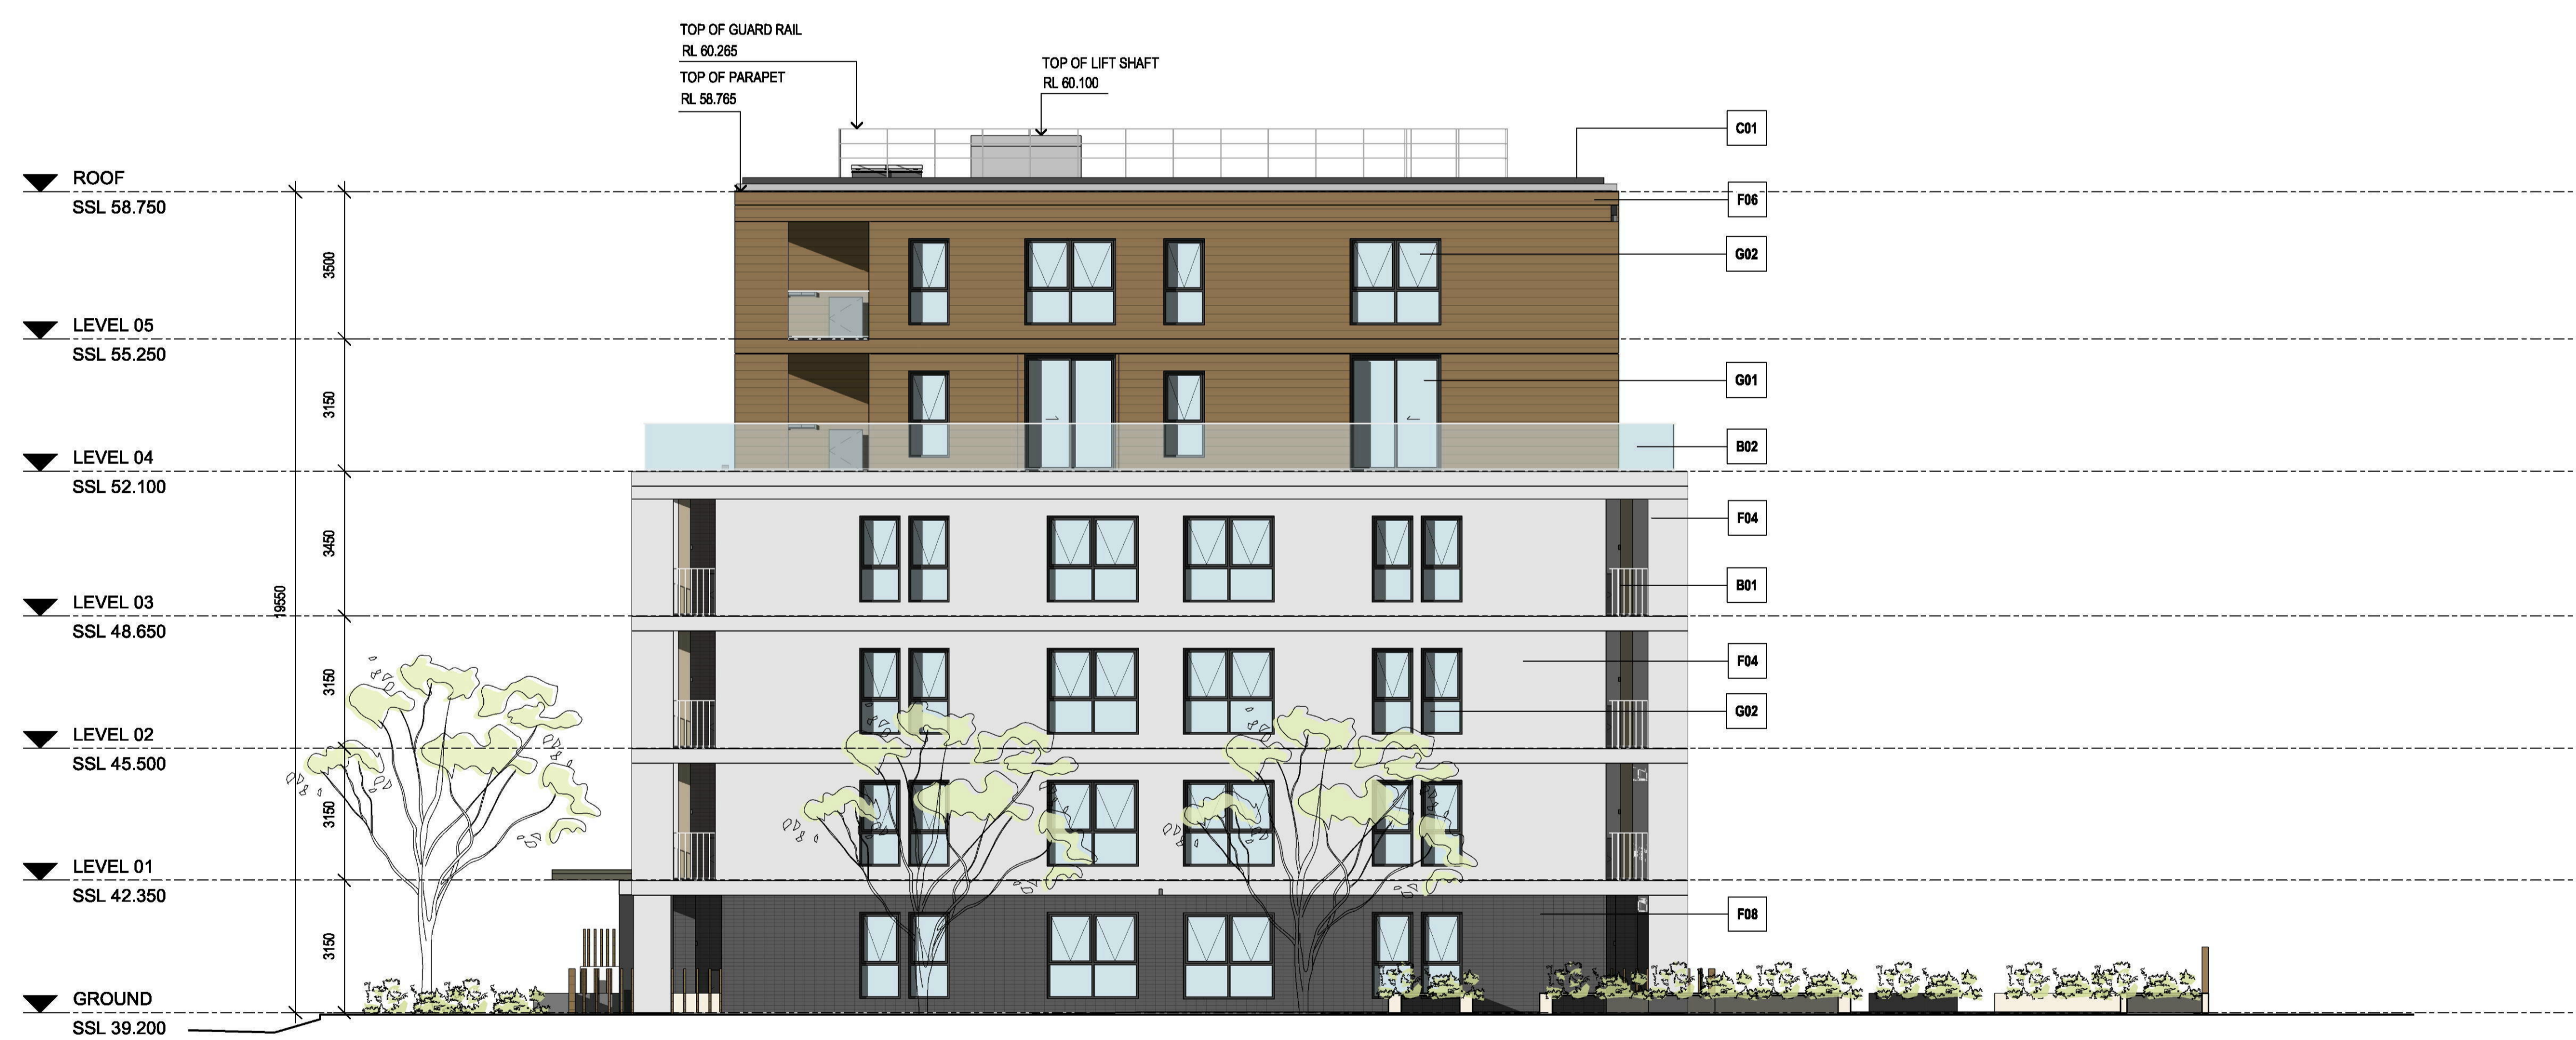 TOP OF GUARD RAIL
RL 60.265
TOP OF PARAPET
RL 58.765
TOP OF LIFT SHAFT
RL 60.100
C01
ROOF
SSL 58.750
F06
G02
3500
LEVEL 05
SSL 55.250
G01
3150
B02
LEVEL 04
SSL 52.100
F04
3450
B01
LEVEL 03
SSL 48.650
19550
F04
3150
G02
LEVEL 02
SSL 45.500
3150
LEVEL 01
SSL 42.350
F08
3150
GROUND
SSL 39.200